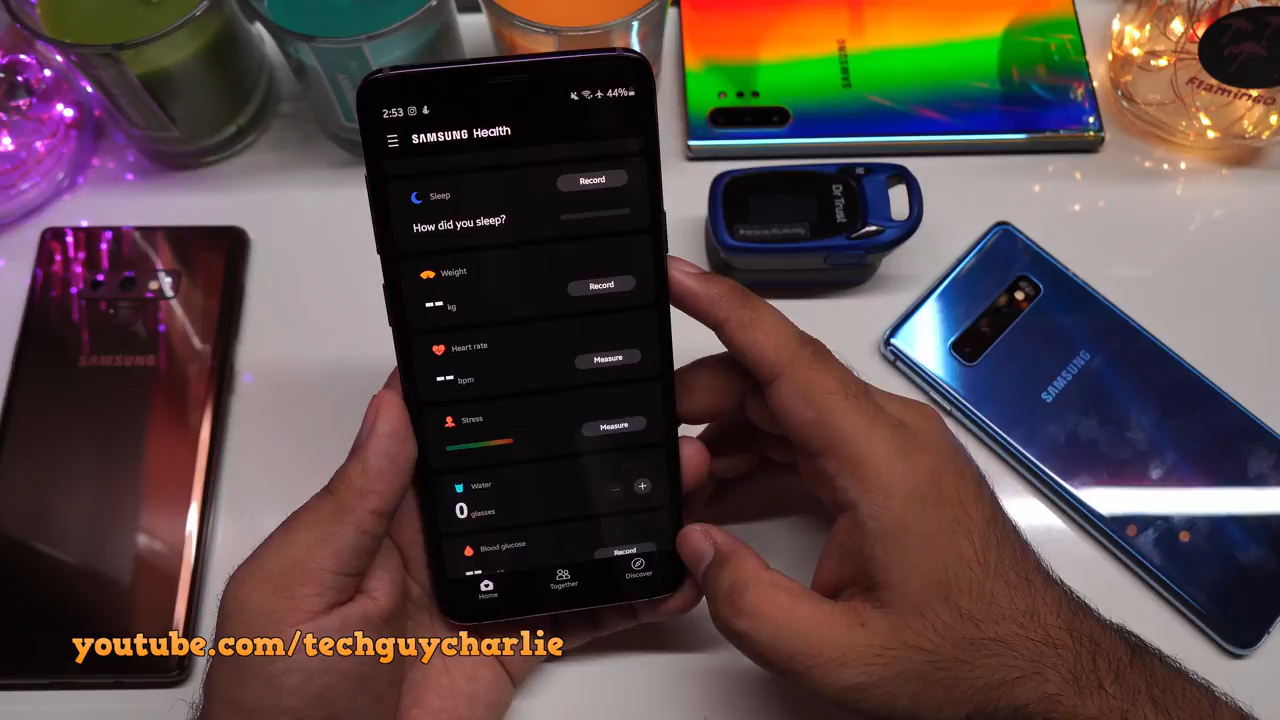 2:53
44%
SAMSUNG Health
Sleep
Record
How did you sleep?
Weight
-- kg
Record
Heart rate
-- bpm
Measure
Stress
Measure
Water
0 glasses
Blood glucose
Record
Home
Together
Discover
SAMSUNG
SAMSUNG
SAMSUNG
Dr Trust
Flamingo
youtube.com/techguycharlie